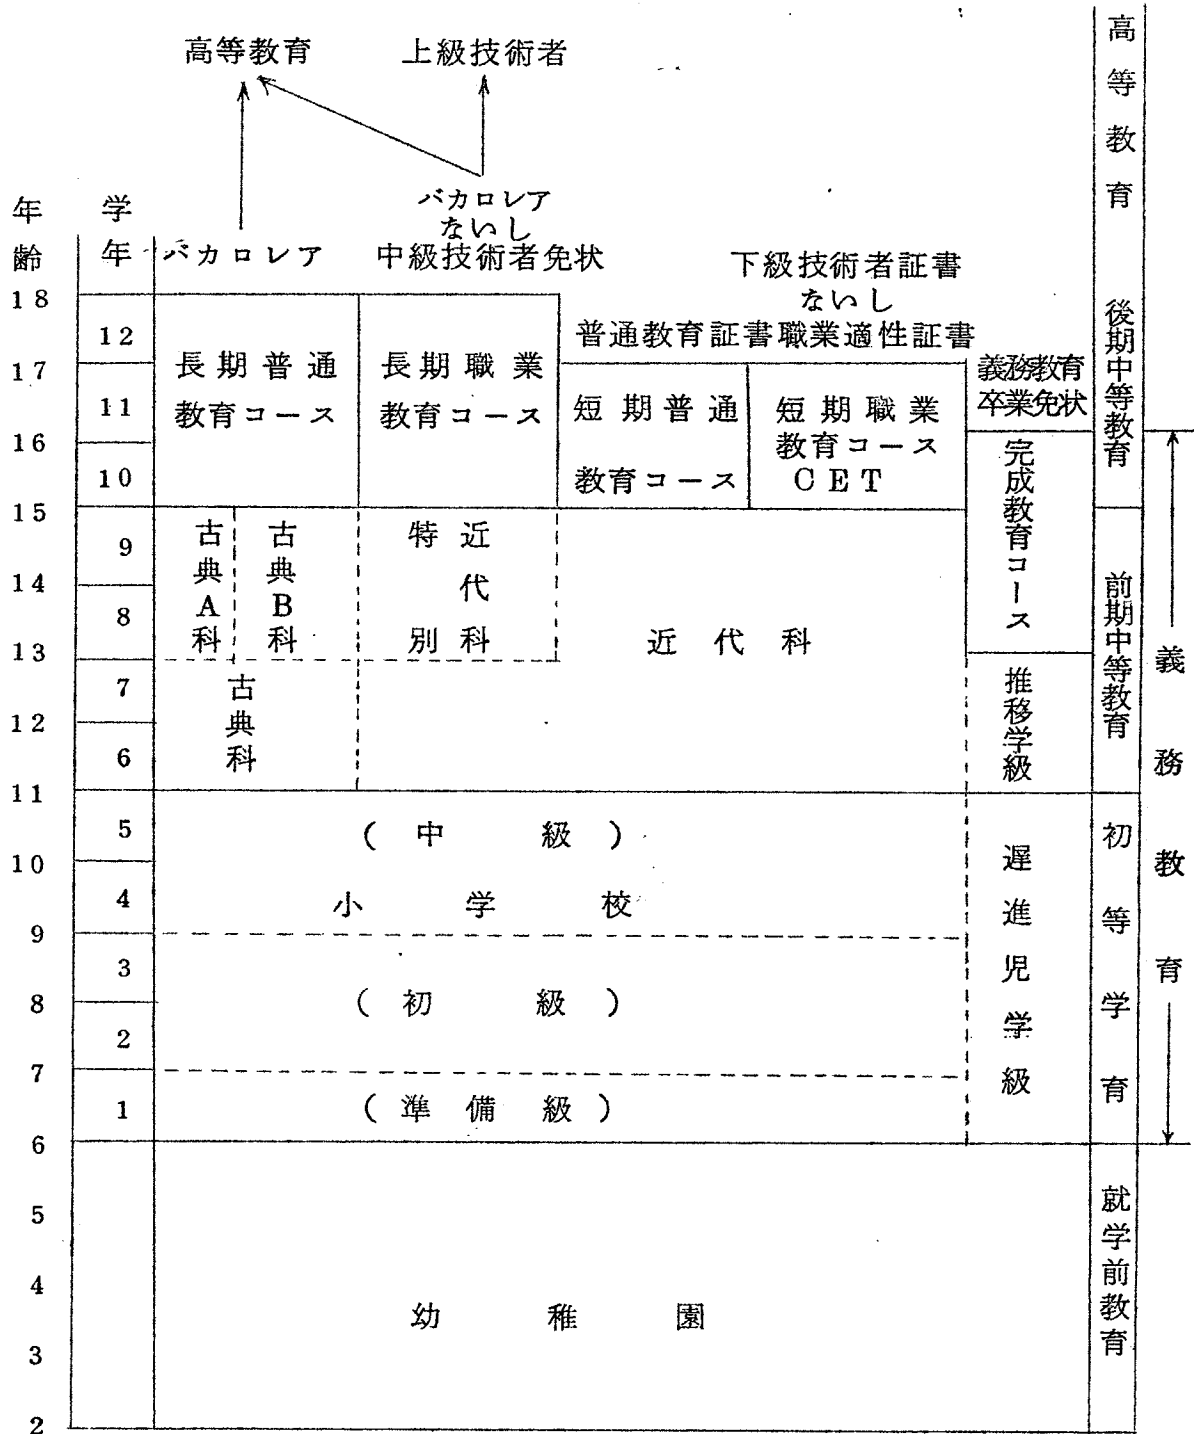 高等教育
上級技術者
バカロレア
ないし
中級技術者免状
バカロレア
下級技術者証書
ないし
普通教育証書職業適性証書
義務教育
卒業免状
年齢
学年
18
17
16
15
14
13
12
11
10
9
8
7
6
5
4
3
2
12
11
10
9
8
7
6
5
4
3
2
1
長期普通
教育コース
長期職業
教育コース
短期普通
教育コース
短期職業
教育コース
CET
完成教育コース
古典A科
古典B科
近代科
特別
近代科
古典科
推移学級
(中級)
小学校
(初級)
(準備級)
遅進児学級
幼稚園
高等教育
後期中等教育
前期中等教育
初等学育
就学前教育
義務教育